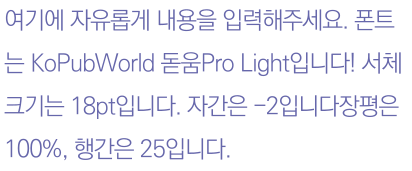 여기에 자유롭게 내용을 입력해주세요. 폰트
는 KoPubWorld 돋움Pro Light입니다! 서체
크기는 18pt입니다. 자간은 -2입니다장평은
100%, 행간은 25입니다.